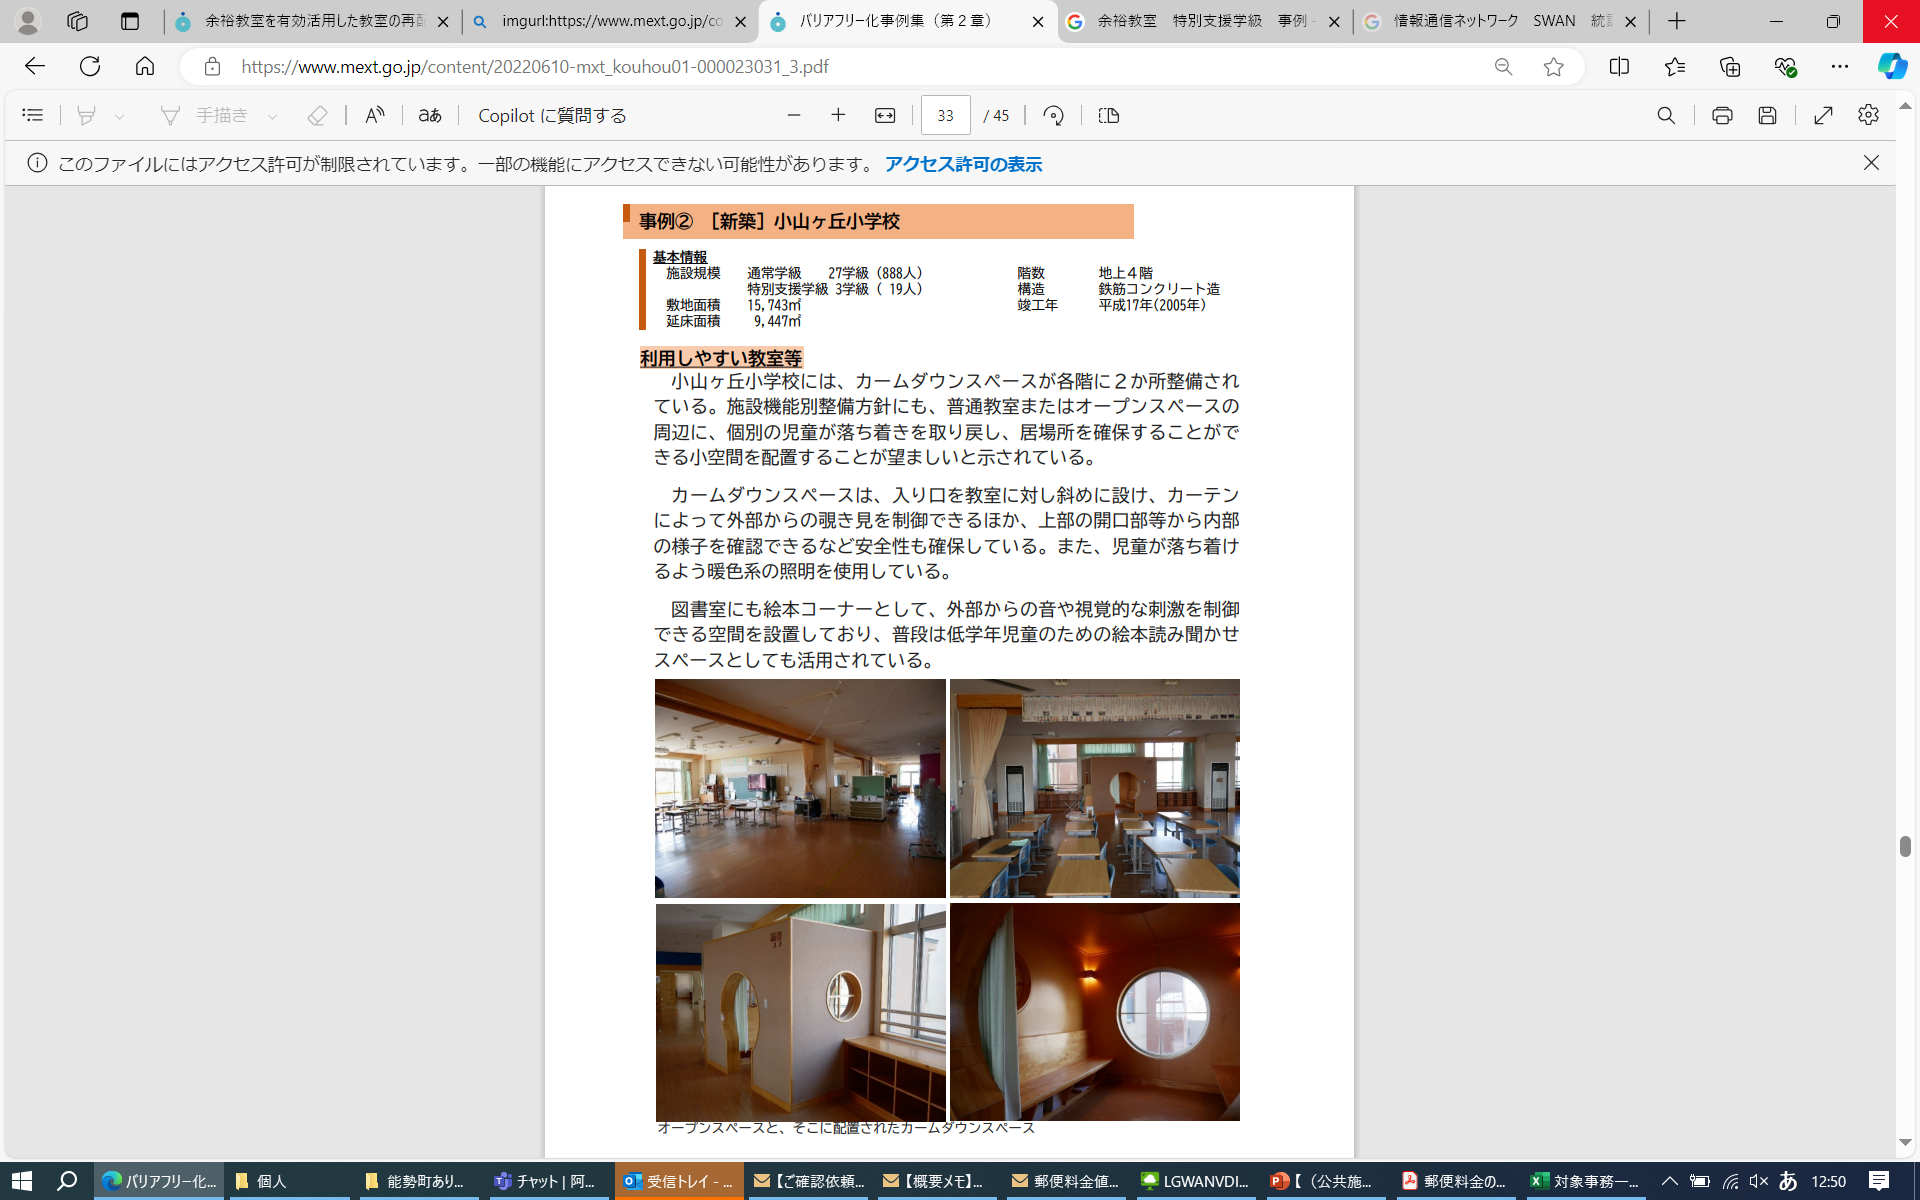 余裕教室を有効活用した教室の再配
imgurl:https://www.mext.go.jp/co
バリアフリー化事例集（第２章）
余裕教室　特別支援学級　事例 -
情報通信ネットワーク　SWAN　統
https://www.mext.go.jp/content/20220610-mxt_kouhou01-000023031_3.pdf
手描き
aあ
Copilot に質問する
33 / 45
このファイルにはアクセス許可が制限されています。一部の機能にアクセスできない可能性があります。 アクセス許可の表示
事例② ［新築］小山ヶ丘小学校
基本情報
施設規模 通常学級 27学級（888人） 階数 地上４階
特別支援学級 3学級（ 19人） 構造 鉄筋コンクリート造
敷地面積 15,743㎡ 竣工年 平成17年(2005年)
延床面積 9,447㎡
利用しやすい教室等
小山ヶ丘小学校には、カームダウンスペースが各階に２か所整備され
ている。施設機能別整備方針にも、普通教室またはオープンスペースの
周辺に、個別の児童が落ち着きを取り戻し、居場所を確保することがで
きる小空間を配置することが望ましいと示されている。
カームダウンスペースは、入り口を教室に対し斜めに設け、カーテン
によって外部からの覗き見を制御できるほか、上部の開口部等から内部
の様子を確認できるなど安全性も確保している。また、児童が落ち着け
るよう暖色系の照明を使用している。
図書室にも絵本コーナーとして、外部からの音や視覚的な刺激を制御
できる空間を設置しており、普段は低学年児童のための絵本読み聞かせ
スペースとしても活用されている。
オープンスペースと、そこに配置されたカームダウンスペース
バリアフリー化...
個人
能勢町あり...
チャット | 阿...
受信トレイ - ...
【ご確認依頼...
【概要メモ】...
郵便料金値...
LGWANVDI...
【（公共施...
郵便料金の...
対象事務一...
あ
12:50